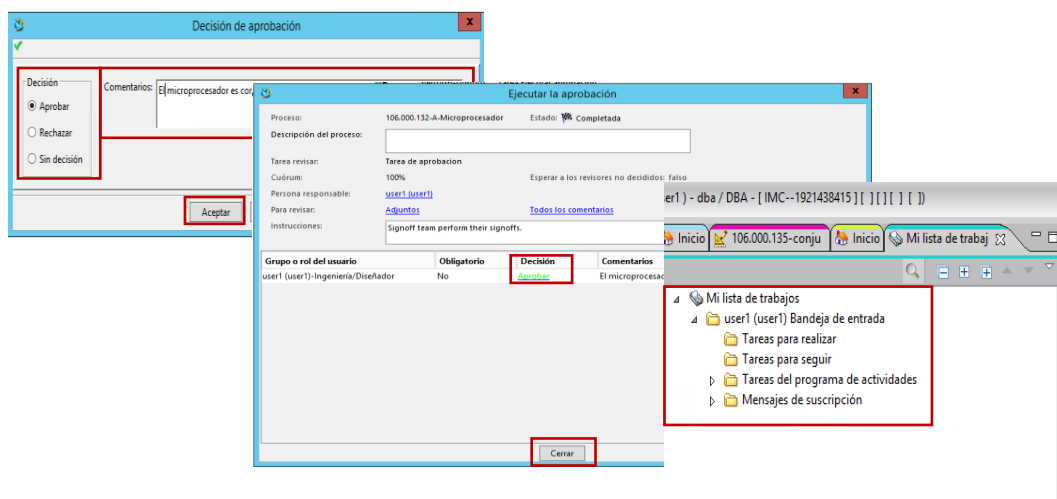 Decisión de aprobación
x
Decisión
Aprobar
Rechazar
Sin decisión
Comentarios:
El microprocesador es
Aceptar
Ejecutar la aprobación
x
Proceso:
106.000.132-A-Microprocesador
Estado:
Completada
Descripción del proceso:
Tarea revisar:
Tarea de aprobacion
Cuórum:
100%
Esperar a los revisores no decididos: falso
Persona responsable:
user1 (user1)
Para revisar:
Adjuntos
Todos los comentarios
Instrucciones:
Signoff team perform their signoffs.
Grupo o rol del usuario
Obligatorio
Decisión
Comentarios
user1 (user1)-Ingeniería/Diseñador
No
Aprobar
El microprocesad
Cerrar
er1 ) - dba / DBA - [ IMC--1921438415 ] [ ] [ ] [ ] [ ])
Inicio
106.000.135-conju
Inicio
Mi lista de trabaj
Mi lista de trabajos
user1 (user1) Bandeja de entrada
Tareas para realizar
Tareas para seguir
Tareas del programa de actividades
Mensajes de suscripción